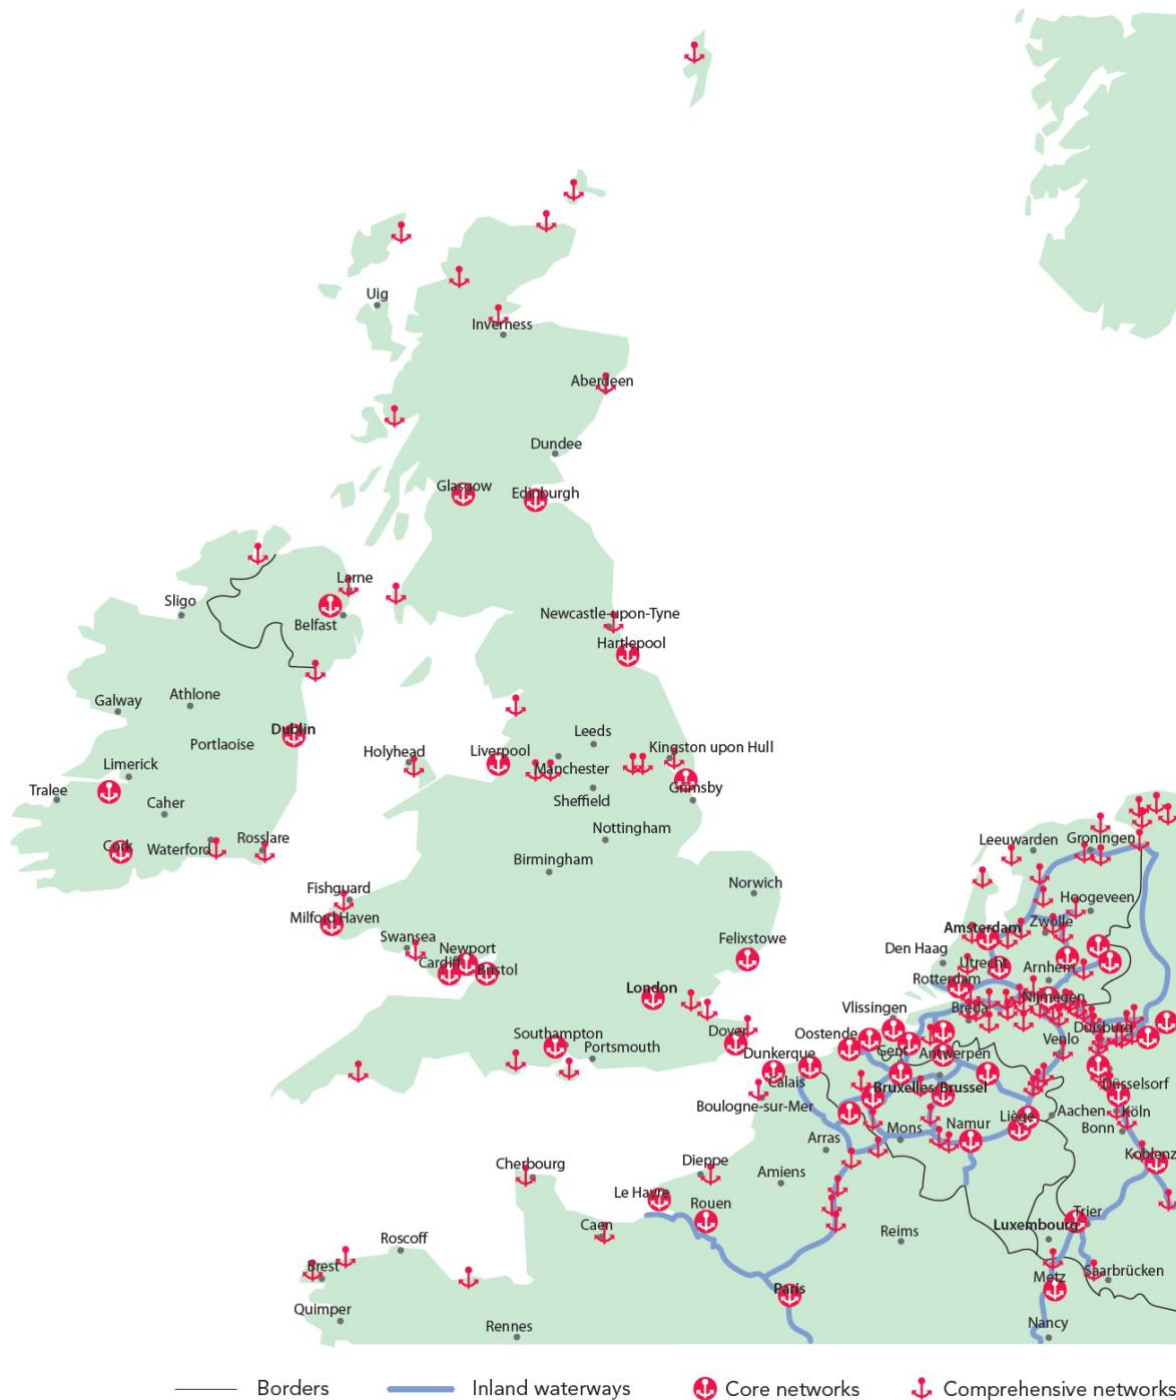 Uig
Inverness
Aberdeen
Dundee
Glasgow
Edinburgh
Larne
Sligo
Belfast
Newcastle-upon-Tyne
Hartlepool
Athlone
Galway
Dublin
Leeds
Portlaoise
Holyhead
Liverpool
Kingston upon Hull
Limerick
Manchester
Tralee
Caher
Sheffield
Grimsby
Nottingham
Cork
Waterford
Rosslare
Birmingham
Leeuwarden
Groningen
Fishguard
Norwich
Hoogeveen
Milford Haven
Zwolle
Amsterdam
Swansea
Newport
Felixstowe
Den Haag
Cardiff
Bristol
Utrecht
Arnhem
Rotterdam
London
Nijmegen
Vlissingen
Breda
Southampton
Dover
Oostende
Duisburg
Portsmouth
Dunkerque
Gent
Antwerpen
Venlo
Calais
Bruxelles/Brussel
Düsselsorf
Boulogne-sur-Mer
Aachen
Köln
Arras
Mons
Namur
Liège
Bonn
Cherbourg
Dieppe
Amiens
Koblenz
Le Havre
Rouen
Trier
Caen
Reims
Luxembourg
Roscoff
Brest
Metz
Saarbrücken
Paris
Quimper
Rennes
Nancy
Borders
Inland waterways
Core networks
Comprehensive networks